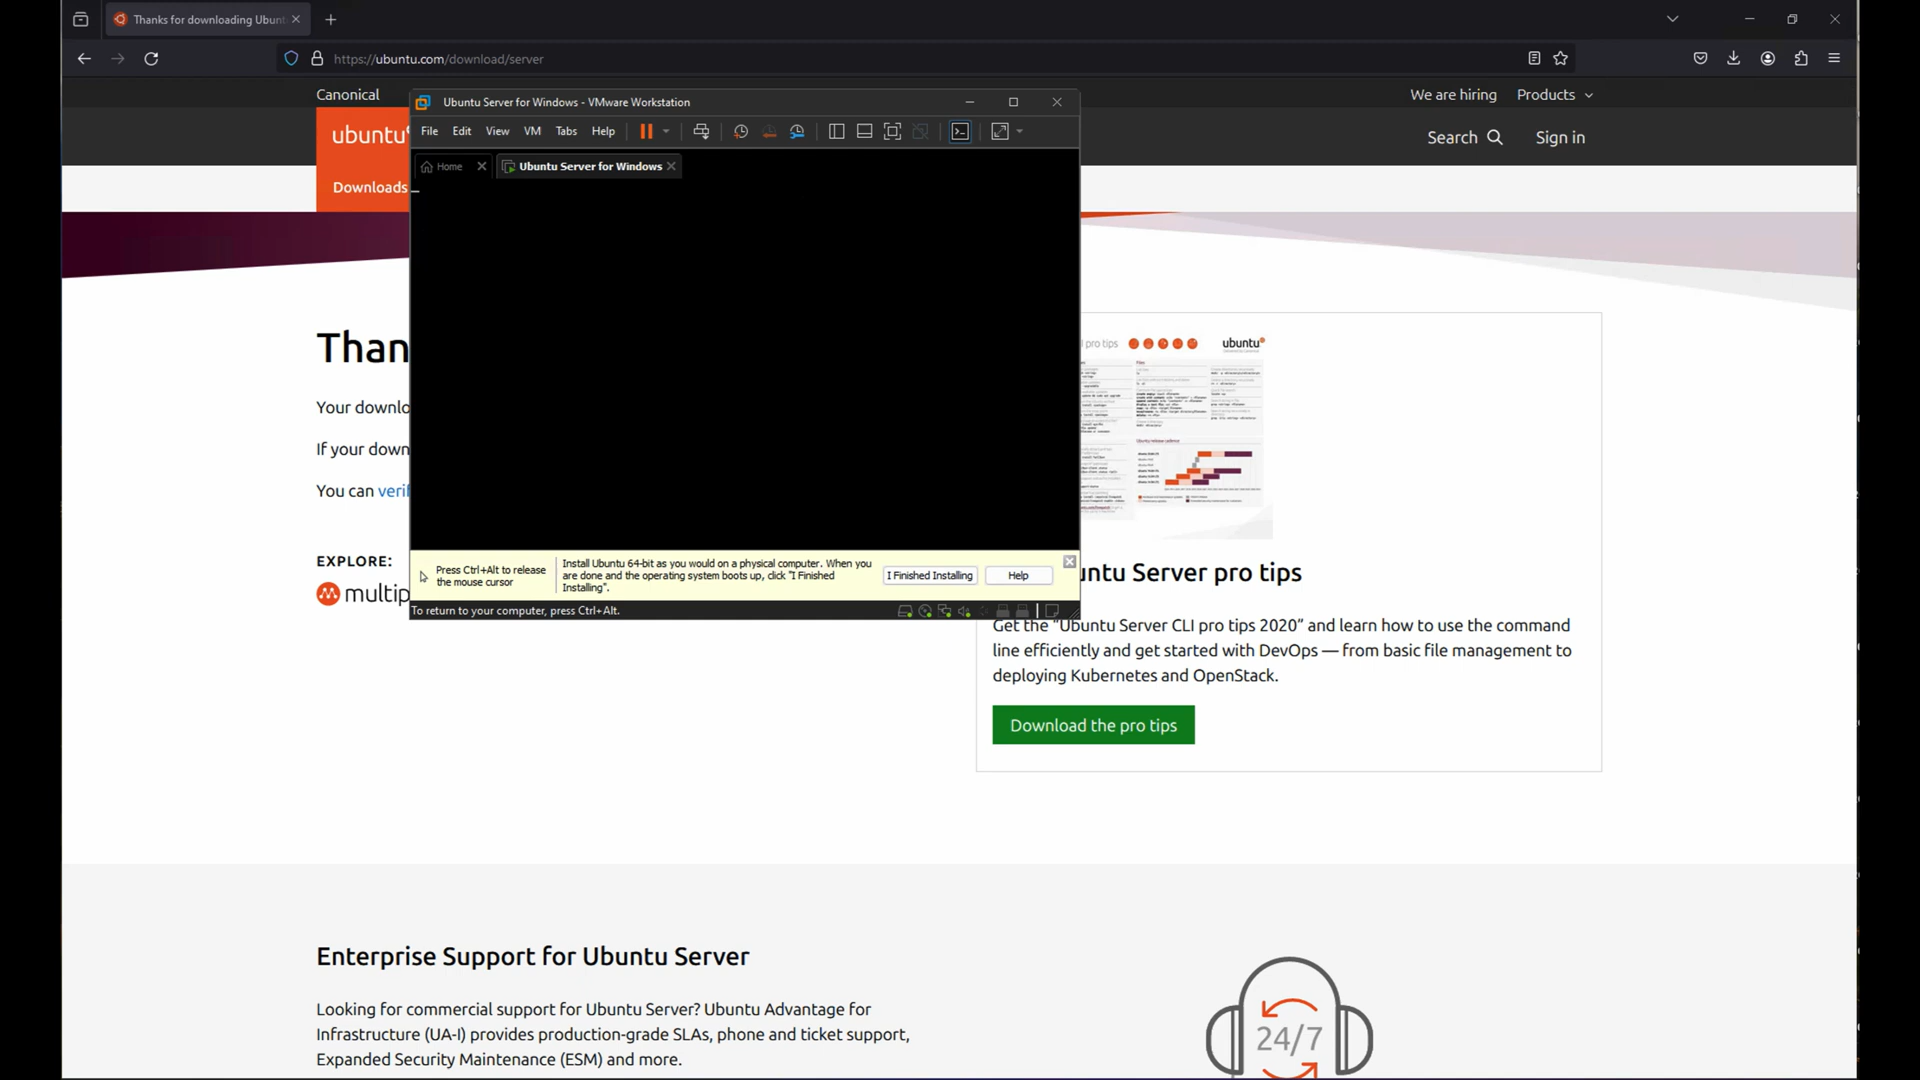 Thanks for downloading Ubunt
https://ubuntu.com/download/server
Canonical
We are hiring
Products
ubuntu
Search
Sign in
Downloads
Ubuntu Server for Windows - VMware Workstation
File Edit View VM Tabs Help
Home
Ubuntu Server for Windows
Than
Your downlo
If your down
You can verif
EXPLORE:
multip
Press Ctrl+Alt to release
the mouse cursor
Install Ubuntu 64-bit as you would on a physical computer. When you
are done and the operating system boots up, click "I Finished
Installing".
I Finished Installing
Help
To return to your computer, press Ctrl+Alt.
pro tips
ubuntu
Files
Ubuntu release cadence
untu Server pro tips
Get the “Ubuntu Server CLI pro tips 2020” and learn how to use the command
line efficiently and get started with DevOps — from basic file management to
deploying Kubernetes and OpenStack.
Download the pro tips
Enterprise Support for Ubuntu Server
Looking for commercial support for Ubuntu Server? Ubuntu Advantage for
Infrastructure (UA-I) provides production-grade SLAs, phone and ticket support,
Expanded Security Maintenance (ESM) and more.
24/7